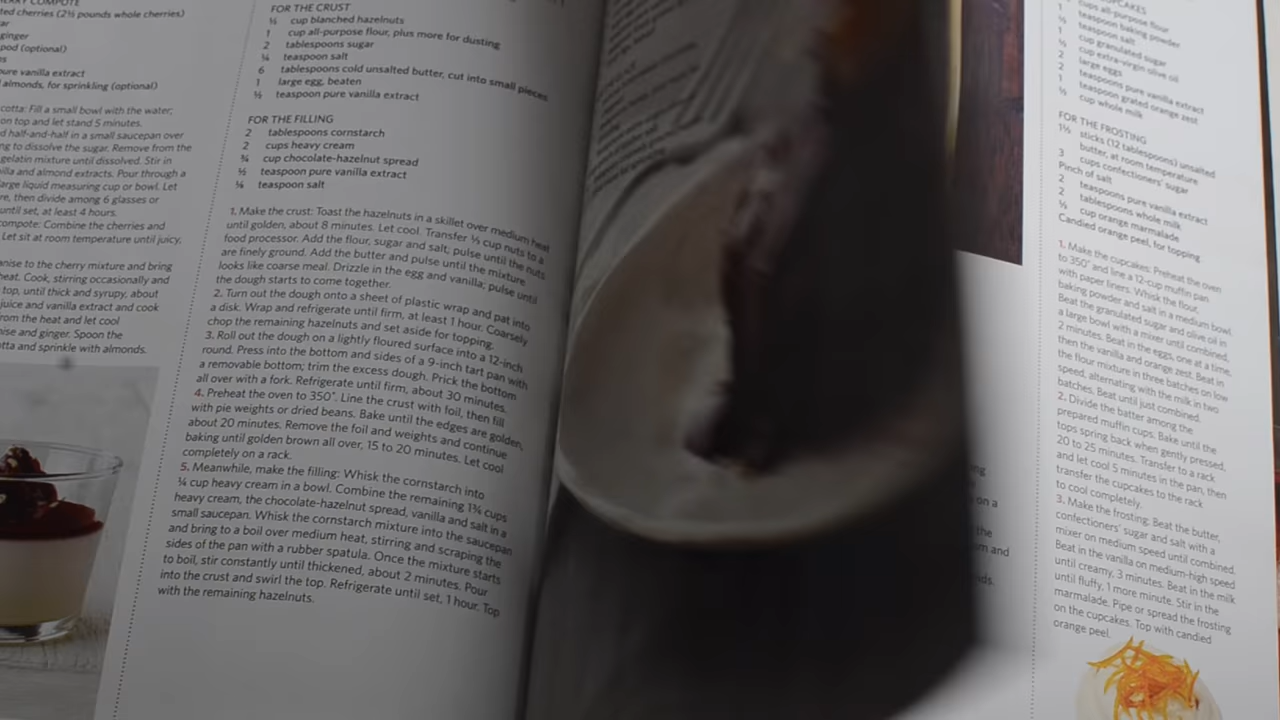 RRY COMPOTE
ted cherries (2½ pounds whole cherries)
ar
ginger
pod (optional)
ns
ure vanilla extract
almonds, for sprinkling (optional)
cotta: Fill a small bowl with the water;
on top and let stand 5 minutes.
d half-and-half in a small saucepan over
ng to dissolve the sugar. Remove from the
gelatin mixture until dissolved. Stir in
illa and almond extracts. Pour through a
large liquid measuring cup or bowl. Let
re, then divide among 6 glasses or
until set, at least 4 hours.
compote: Combine the cherries and
Let sit at room temperature until juicy,
anise to the cherry mixture and bring
heat. Cook, stirring occasionally and
top, until thick and syrupy, about
juice and vanilla extract and cook
rom the heat and let cool
nise and ginger. Spoon the
tta and sprinkle with almonds.
FOR THE CRUST
cup blanched hazelnuts
1 cup all-purpose flour, plus more for dusting
2 tablespoons sugar
¼ teaspoon salt
6 tablespoons cold unsalted butter, cut into small pieces
1 large egg, beaten
½ teaspoon pure vanilla extract
FOR THE FILLING
2 tablespoons cornstarch
2 cups heavy cream
¾ cup chocolate-hazelnut spread
½ teaspoon pure vanilla extract
⅛ teaspoon salt
1. Make the crust: Toast the hazelnuts in a skillet over medium heat
until golden, about 8 minutes. Let cool. Transfer ⅓ cup nuts to a
food processor. Add the flour, sugar and salt; pulse until the nuts
are finely ground. Add the butter and pulse until the mixture
looks like coarse meal. Drizzle in the egg and vanilla; pulse until
the dough starts to come together.
2. Turn out the dough onto a sheet of plastic wrap and pat into
a disk. Wrap and refrigerate until firm, at least 1 hour. Coarsely
chop the remaining hazelnuts and set aside for topping.
3. Roll out the dough on a lightly floured surface into a 12-inch
round. Press into the bottom and sides of a 9-inch tart pan with
a removable bottom; trim the excess dough. Prick the bottom
all over with a fork. Refrigerate until firm, about 30 minutes.
4. Preheat the oven to 350˚. Line the crust with foil, then fill
with pie weights or dried beans. Bake until the edges are golden,
about 20 minutes. Remove the foil and weights and continue
baking until golden brown all over, 15 to 20 minutes. Let cool
completely on a rack.
5. Meanwhile, make the filling: Whisk the cornstarch into
¼ cup heavy cream in a bowl. Combine the remaining 1¾ cups
heavy cream, the chocolate-hazelnut spread, vanilla and salt in a
small saucepan. Whisk the cornstarch mixture into the saucepan
and bring to a boil over medium heat, stirring and scraping the
sides of the pan with a rubber spatula. Once the mixture starts
to boil, stir constantly until thickened, about 2 minutes. Pour
into the crust and swirl the top. Refrigerate until set, 1 hour. Top
with the remaining hazelnuts.
on a
the
m and
CUPCAKES
cups all-purpose flour
teaspoon baking powder
teaspoon salt
cup granulated sugar
cup extra-virgin olive oil
large eggs
teaspoons pure vanilla extract
teaspoon grated orange zest
cup whole milk
FOR THE FROSTING
1½ sticks (12 tablespoons) unsalted
butter, at room temperature
3 cups confectioners' sugar
Pinch of salt
2 teaspoons pure vanilla extract
2 tablespoons whole milk
cup orange marmalade
Candied orange peel, for topping
1. Make the cupcakes: Preheat the oven
to 350˚ and line a 12-cup muffin pan
with paper liners. Whisk the flour,
baking powder and salt in a medium bowl.
Beat the granulated sugar and olive oil in
a large bowl with a mixer until combined,
2 minutes. Beat in the eggs, one at a time,
then the vanilla and orange zest. Beat in
the flour mixture in three batches on low
speed, alternating with the milk in two
batches. Beat until just combined.
2. Divide the batter among the
prepared muffin cups. Bake until the
tops spring back when gently pressed,
20 to 25 minutes. Transfer to a rack
and let cool 5 minutes in the pan, then
transfer the cupcakes to the rack
to cool completely.
3. Make the frosting: Beat the butter,
confectioners' sugar and salt with a
mixer on medium speed until combined.
Beat in the vanilla on medium-high speed
until creamy, 3 minutes. Beat in the milk
until fluffy, 1 more minute. Stir in the
marmalade. Pipe or spread the frosting
on the cupcakes. Top with candied
orange peel.